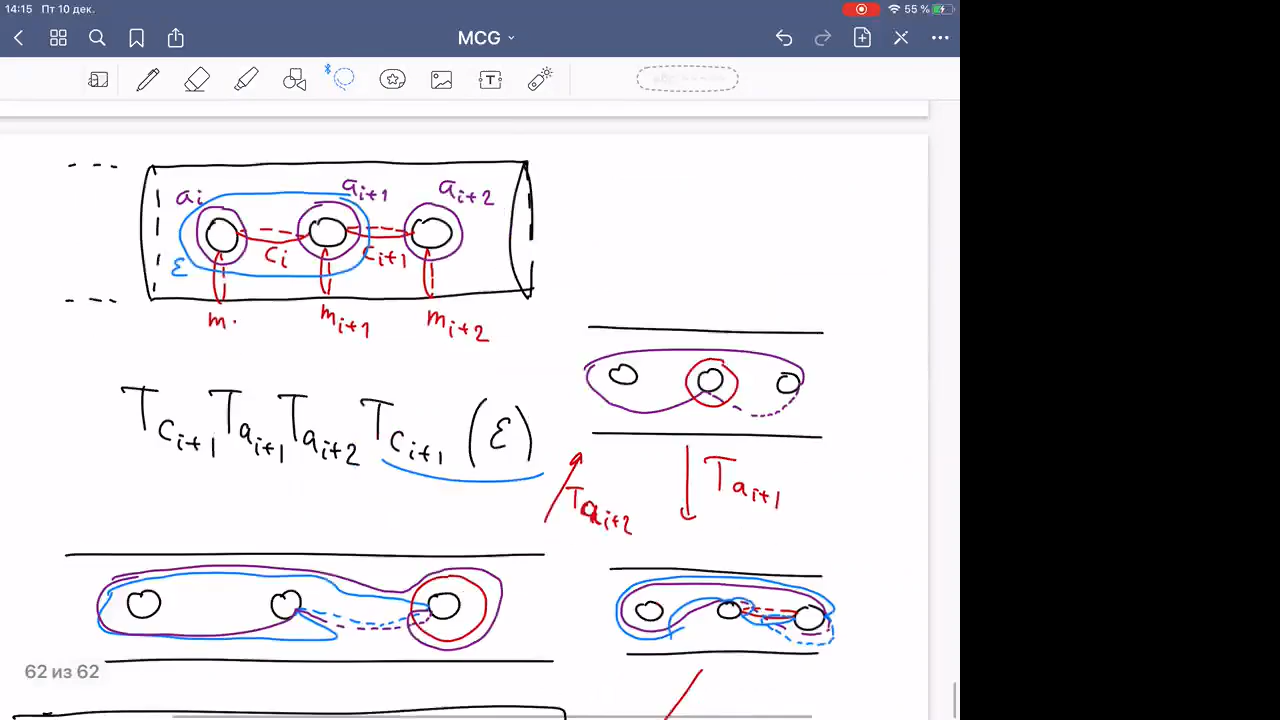 14:15 Пт 10 дек.
55 %
MCG
T
a_i
a_{i+1}
a_{i+2}
c_i
c_{i+1}
ε
m.
m_{i+1}
m_{i+2}
T_{c_{i+1}} T_{a_{i+1}} T_{a_{i+2}} T_{c_{i+1}} (ε)
T_{a_{i+2}}
T_{a_{i+1}}
62 из 62